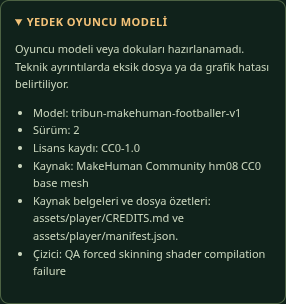 ▼ YEDEK OYUNCU MODELİ
Oyuncu modeli veya dokuları hazırlanamadı.
Teknik ayrıntılarda eksik dosya ya da grafik hatası
belirtiliyor.
• Model: tribun-makehuman-footballer-v1
• Sürüm: 2
• Lisans kaydı: CC0-1.0
• Kaynak: MakeHuman Community hm08 CC0
base mesh
• Kaynak belgeleri ve dosya özetleri:
assets/player/CREDITS.md ve
assets/player/manifest.json.
• Çizici: QA forced skinning shader compilation
failure